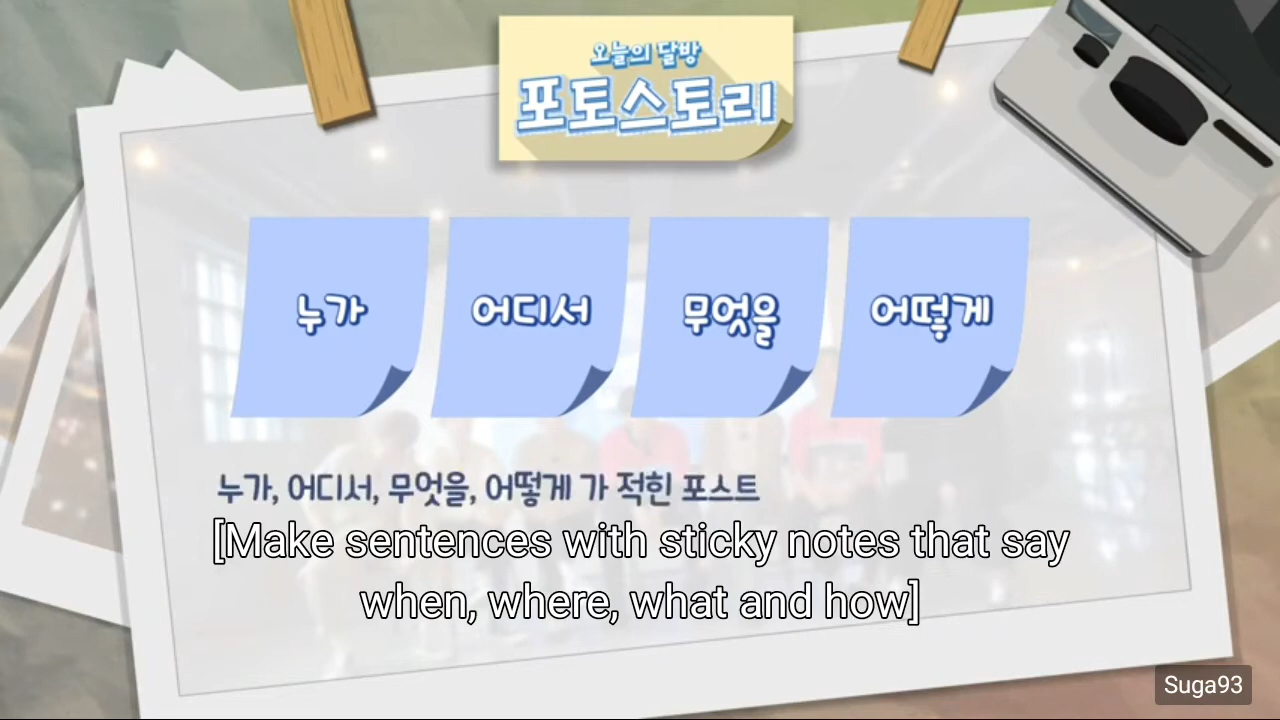 오늘의 달방
포토스토리
누가
어디서
무엇을
어떻게
누가, 어디서, 무엇을, 어떻게 가 적힌 포스트
[Make sentences with sticky notes that say
when, where, what and how]
Suga93